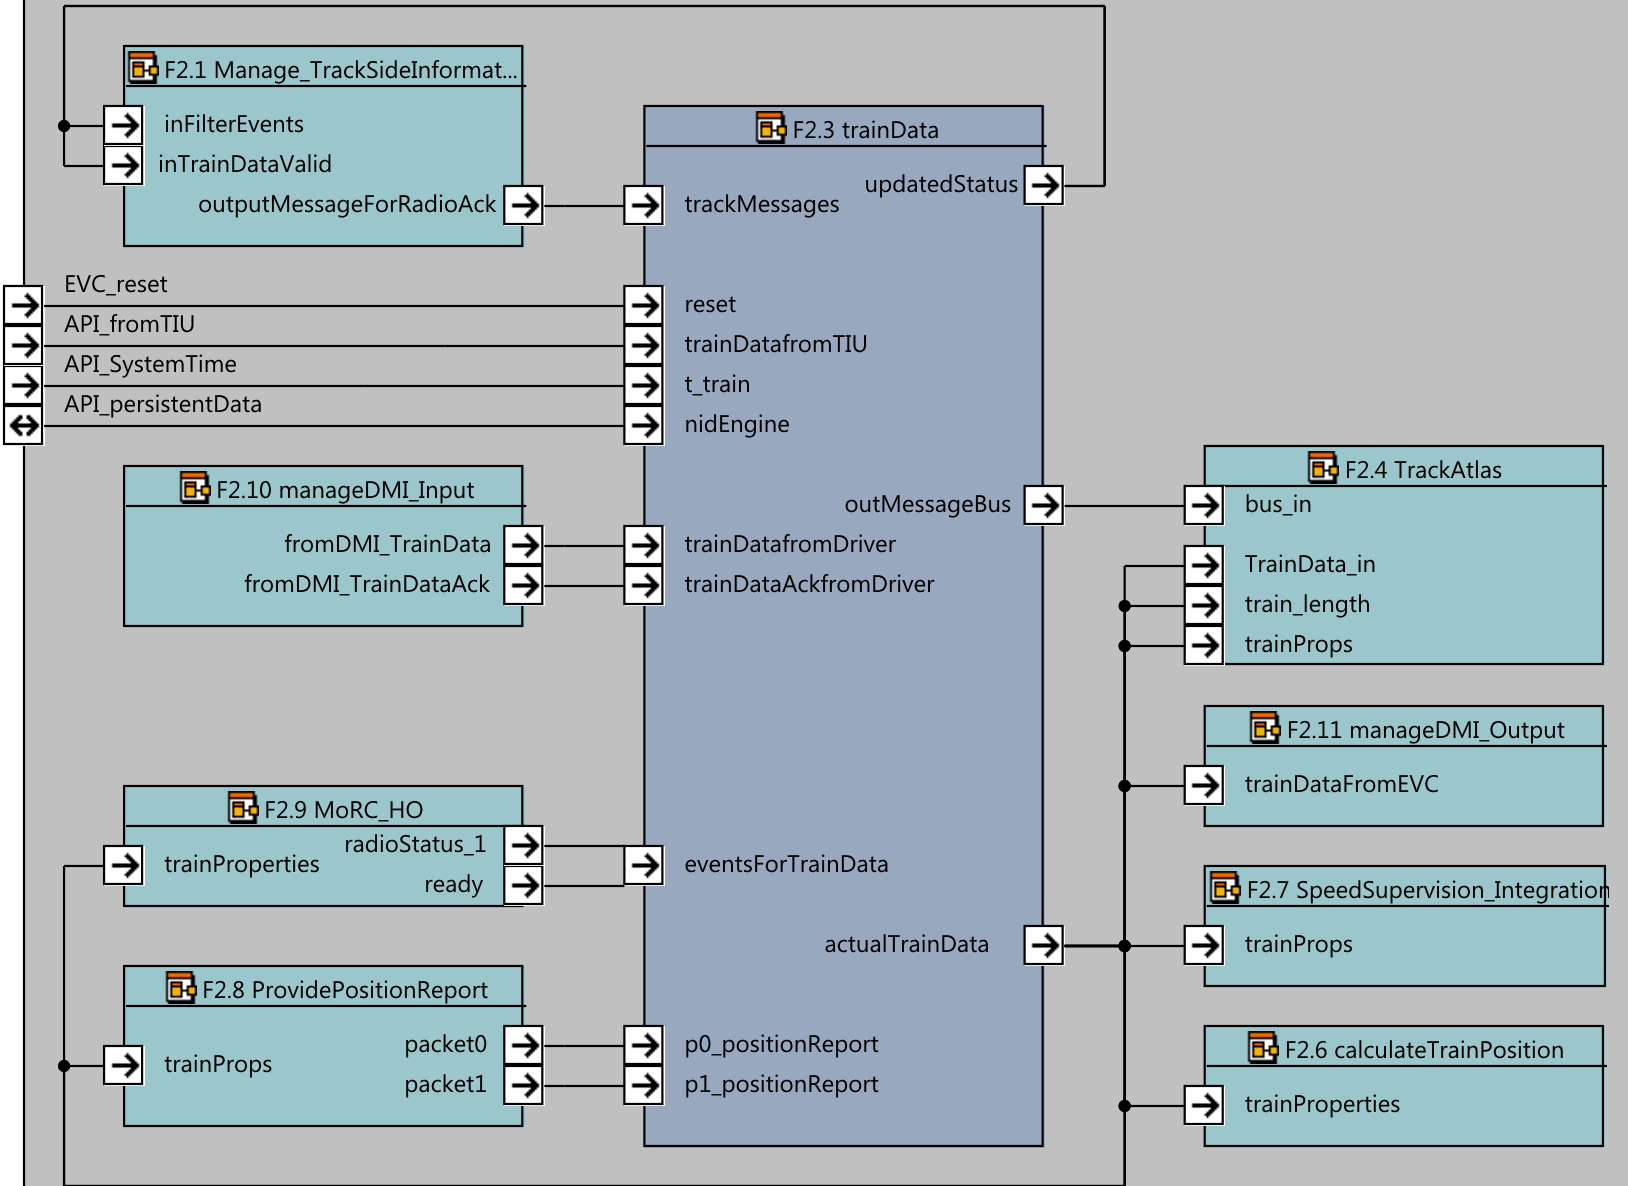 F2.1 Manage_TrackSideInformat...
inFilterEvents
inTrainDataValid
outputMessageForRadioAck
EVC_reset
API_fromTIU
API_SystemTime
API_persistentData
F2.10 manageDMI_Input
fromDMI_TrainData
fromDMI_TrainDataAck
F2.9 MoRC_HO
radioStatus_1
trainProperties
ready
F2.8 ProvidePositionReport
packet0
trainProps
packet1
F2.3 trainData
updatedStatus
trackMessages
reset
trainDatafromTIU
t_train
nidEngine
outMessageBus
trainDatafromDriver
trainDataAckfromDriver
eventsForTrainData
actualTrainData
p0_positionReport
p1_positionReport
F2.4 TrackAtlas
bus_in
TrainData_in
train_length
trainProps
F2.11 manageDMI_Output
trainDataFromEVC
F2.7 SpeedSupervision_Integration
trainProps
F2.6 calculateTrainPosition
trainProperties